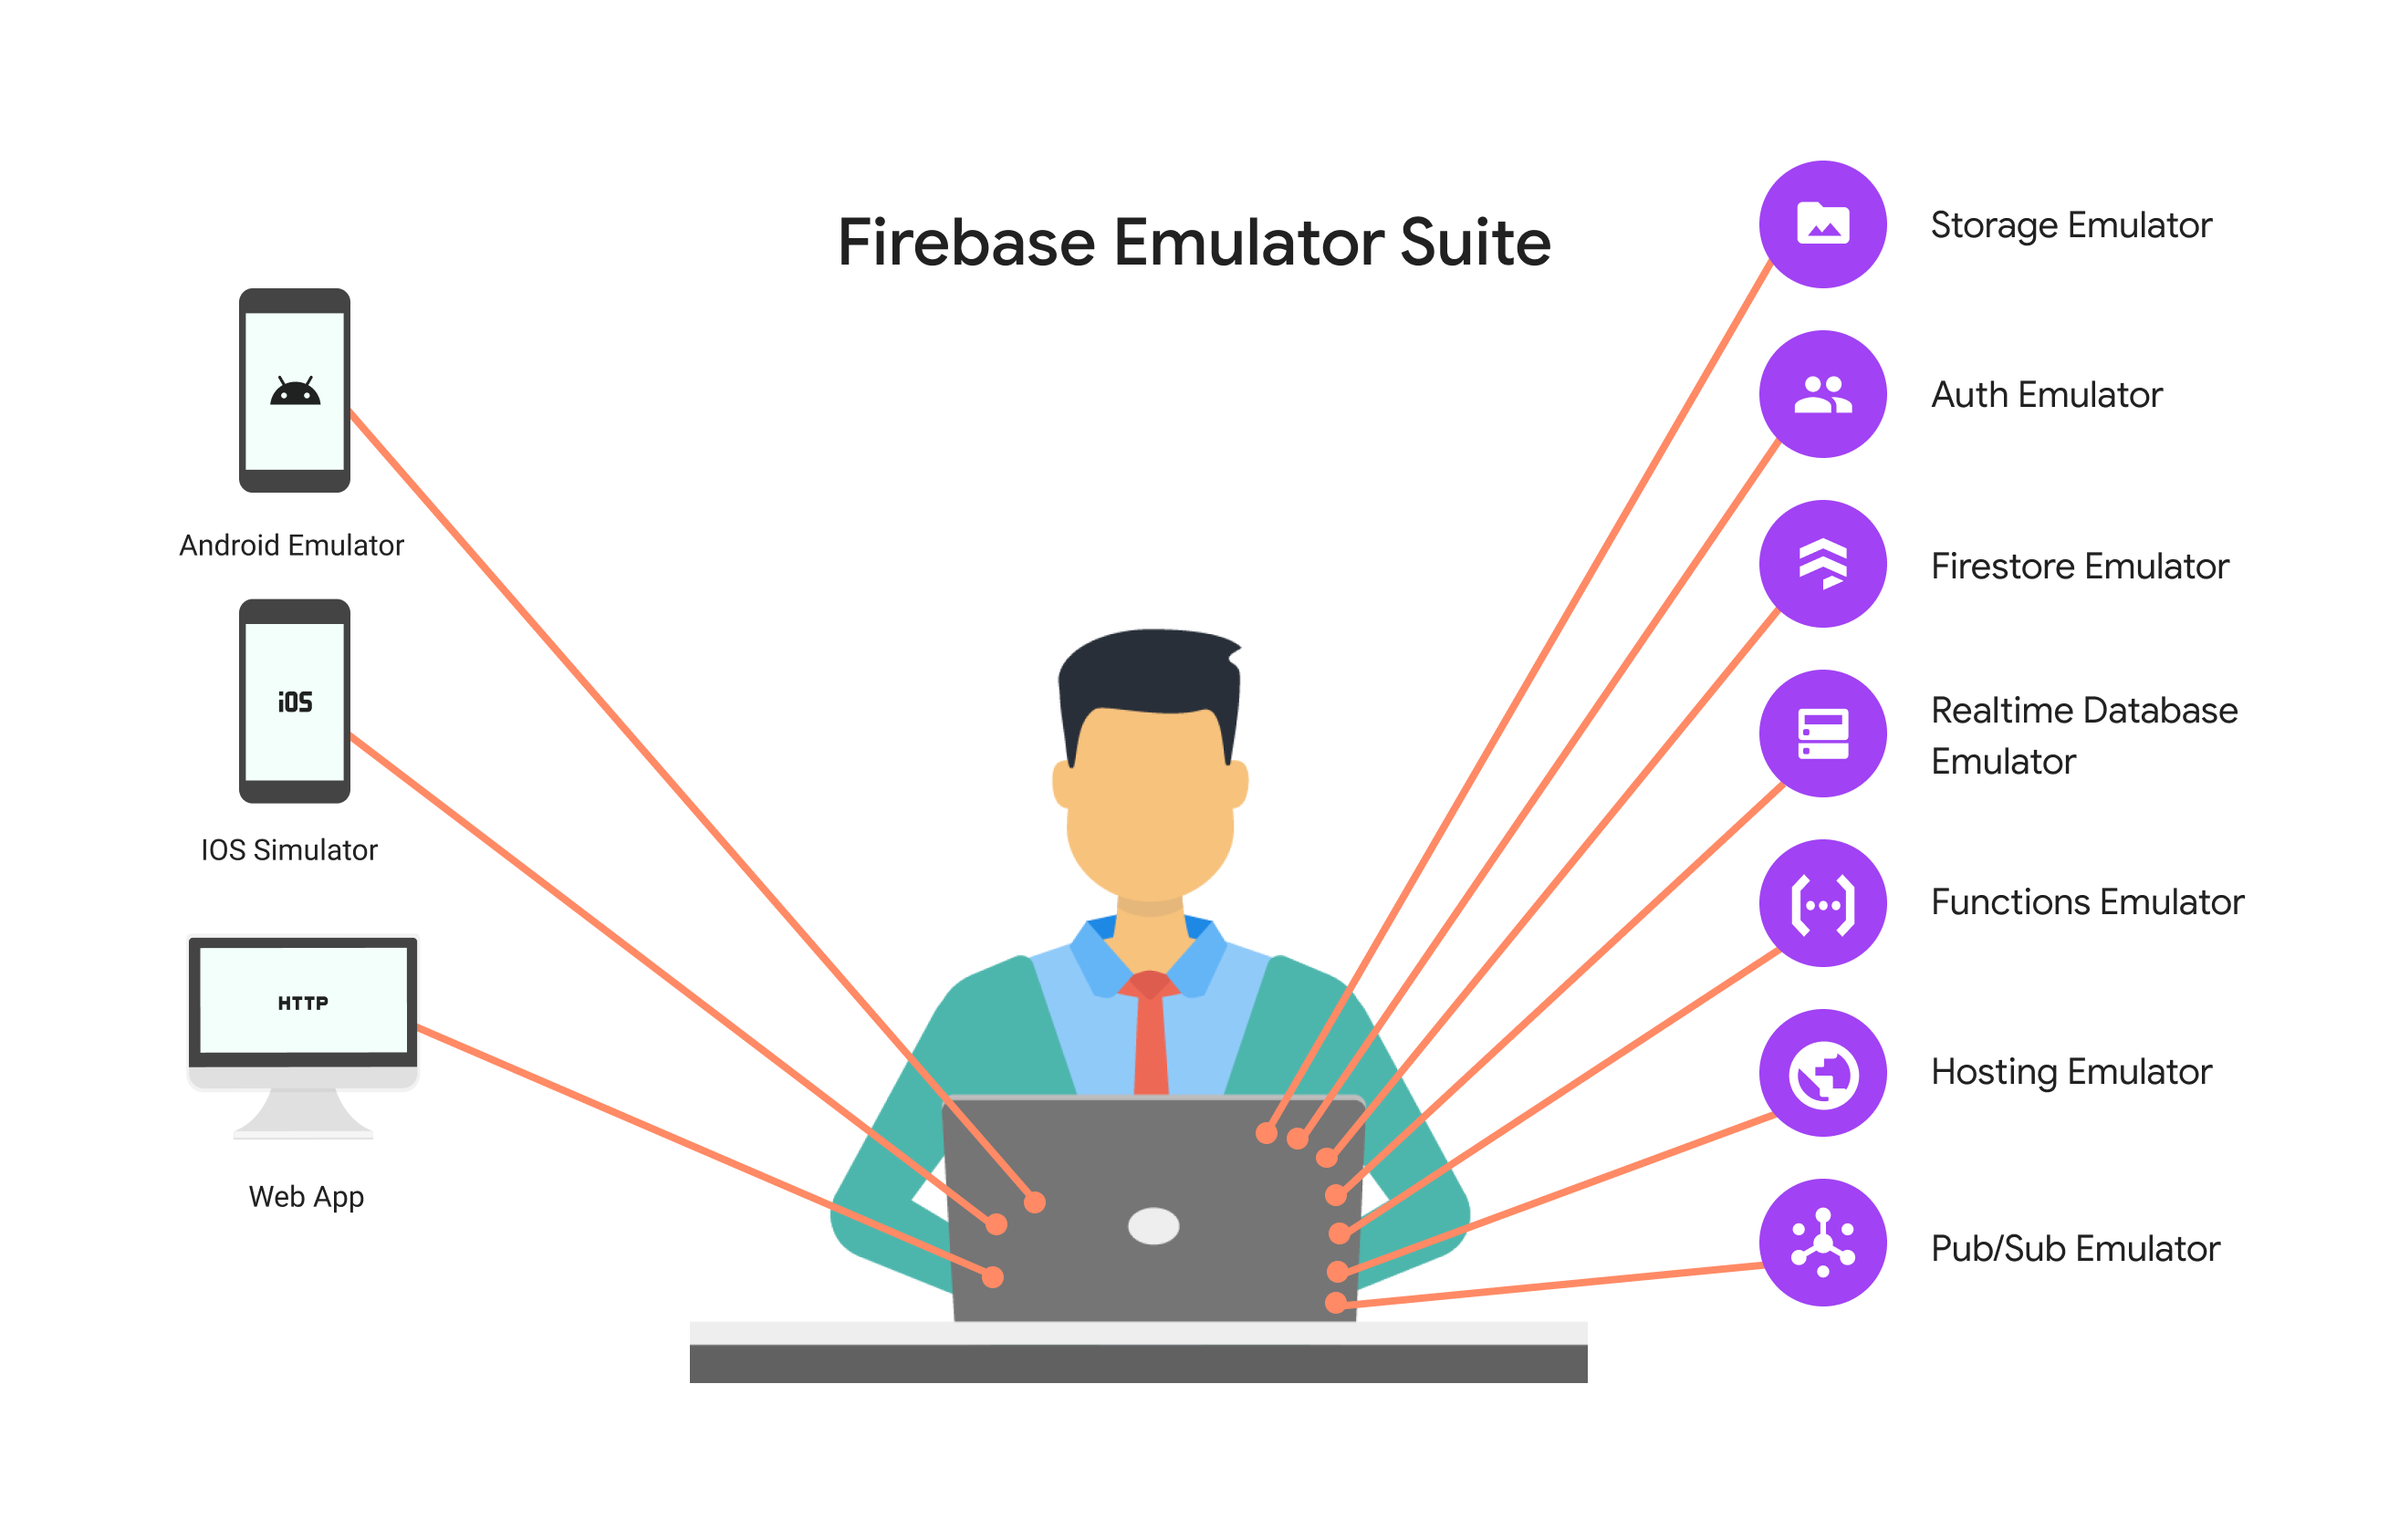 Firebase Emulator Suite
iOS
HTTP
Android Emulator
IOS Simulator
Web App
Storage Emulator
Auth Emulator
Firestore Emulator
Realtime Database
Emulator
Functions Emulator
Hosting Emulator
Pub/Sub Emulator